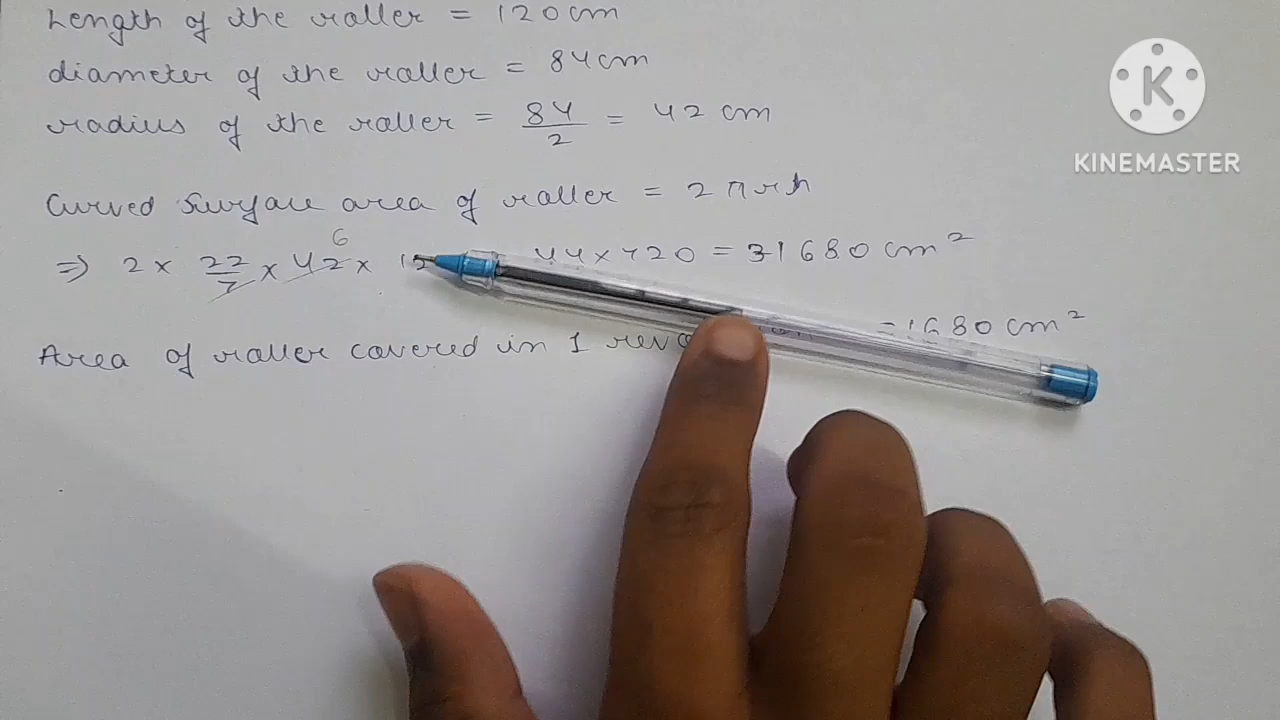 Length of the roller = 120 cm
diameter of the roller = 84 cm
radius of the roller = 84/2 = 42 cm
Curved Surface area of roller = 2πrh
6
⇒ 2 × 22/7 × 42 × 44 × 720 = 31680 cm²
Area of roller covered in 1 = 1680 cm²
K
KINEMASTER